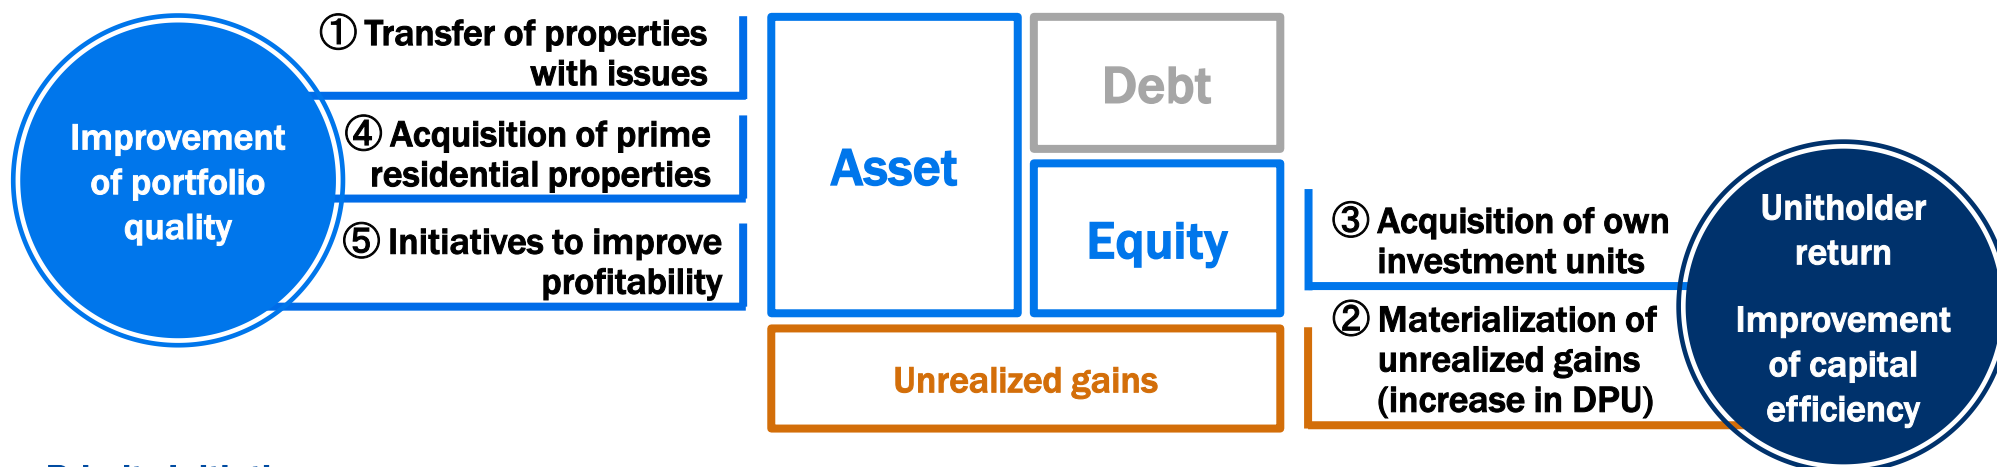 Improvement
of portfolio
quality
① Transfer of properties
with issues
④ Acquisition of prime
residential properties
⑤ Initiatives to improve
profitability
Asset
Debt
Equity
Unrealized gains
③ Acquisition of own
investment units
② Materialization of
unrealized gains
(increase in DPU)
Unitholder
return
Improvement
of capital
efficiency